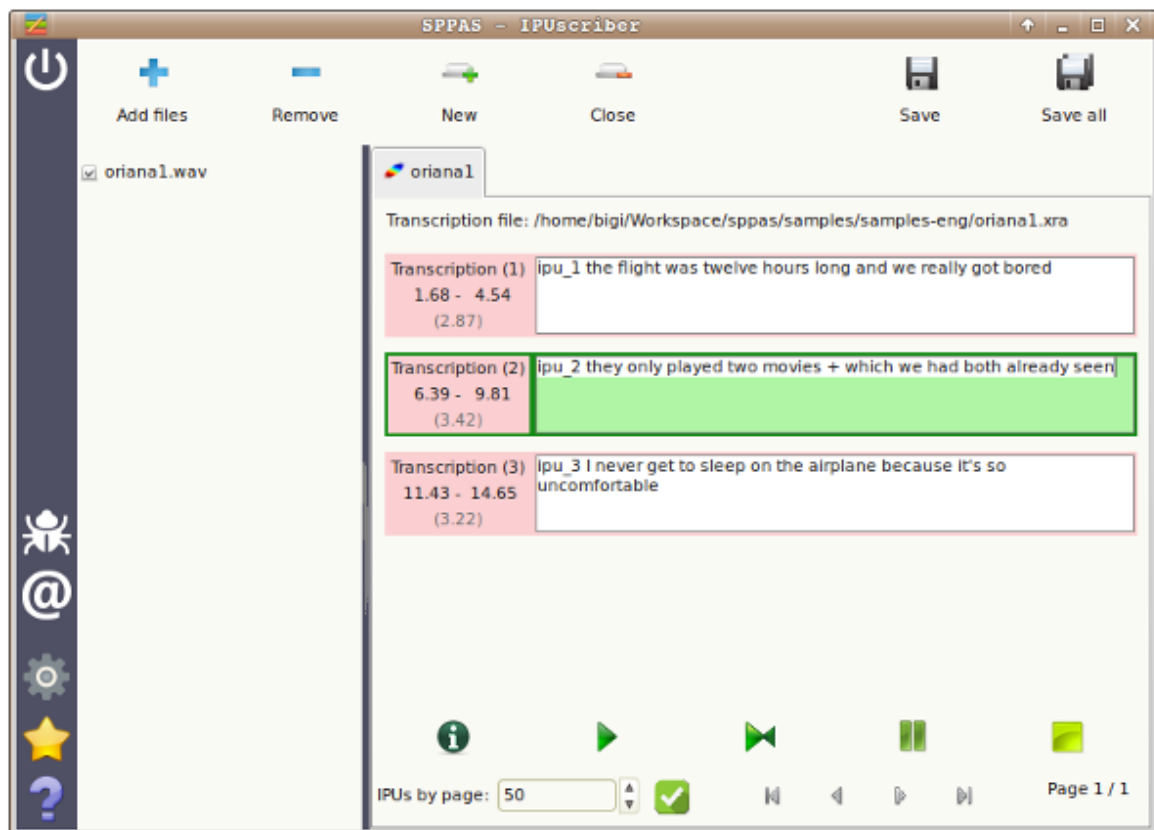 SPPAS - IPUscriber
Add files
Remove
New
Close
Save
Save all
oriana1.wav
oriana1
Transcription file: /home/bigi/Workspace/sppas/samples/samples-eng/oriana1.xra
Transcription (1)
1.68 - 4.54
(2.87)
ipu_1 the flight was twelve hours long and we really got bored
Transcription (2)
6.39 - 9.81
(3.42)
ipu_2 they only played two movies + which we had both already seen
Transcription (3)
11.43 - 14.65
(3.22)
ipu_3 I never get to sleep on the airplane because it's so
uncomfortable
IPUs by page: 50
Page 1 / 1